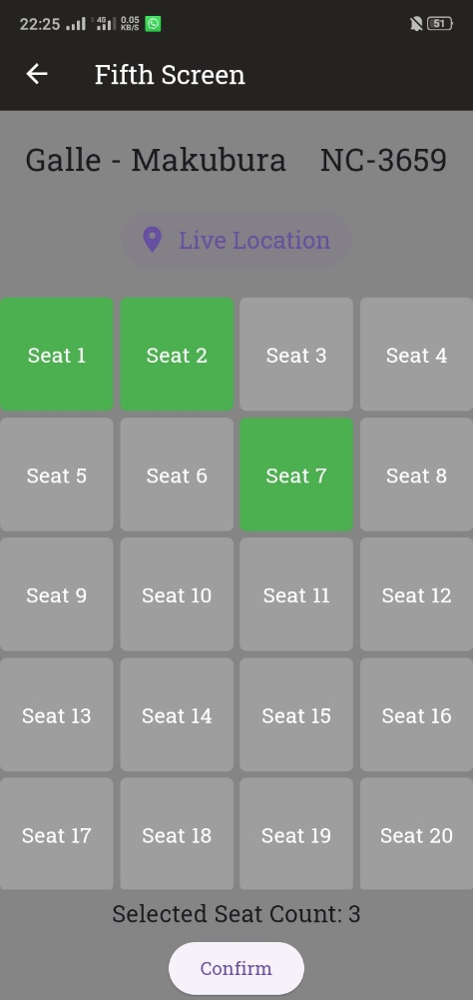 22:25 4G 0.05 KB/S 51
Fifth Screen
Galle - Makubura NC-3659
Live Location
Seat 1 Seat 2 Seat 3 Seat 4
Seat 5 Seat 6 Seat 7 Seat 8
Seat 9 Seat 10 Seat 11 Seat 12
Seat 13 Seat 14 Seat 15 Seat 16
Seat 17 Seat 18 Seat 19 Seat 20
Selected Seat Count: 3
Confirm